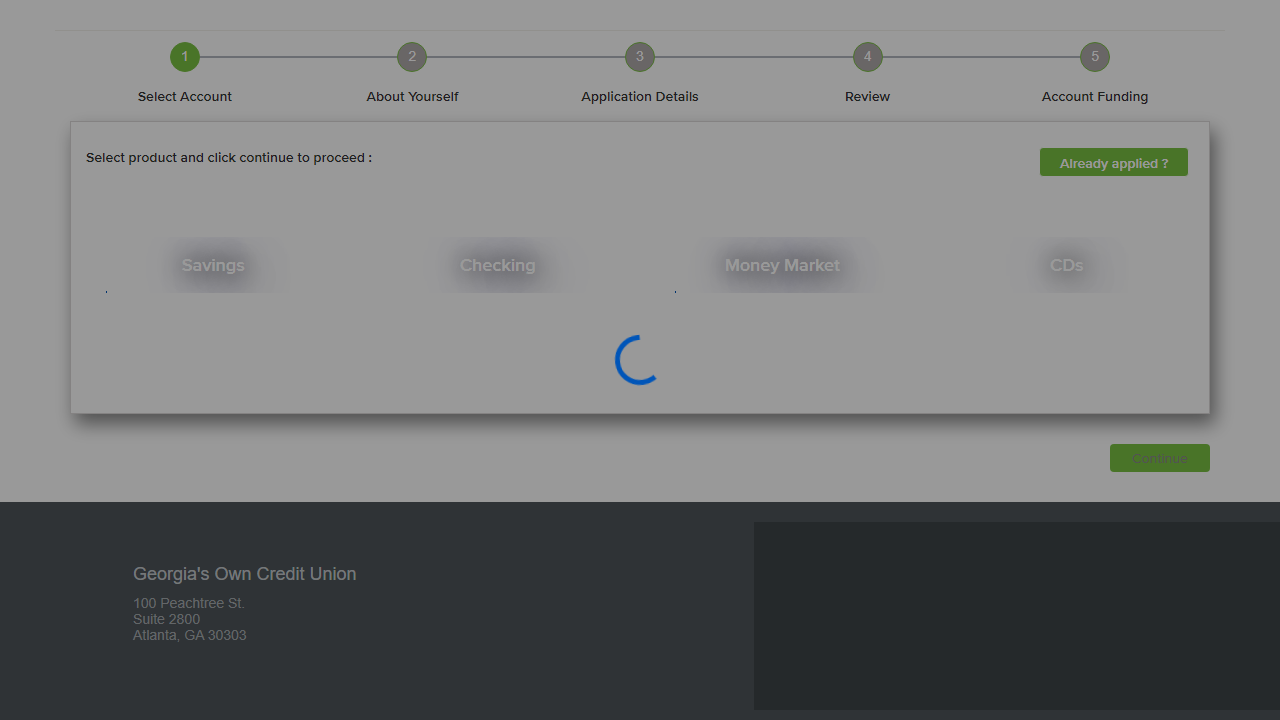 1 2 3 4 5
Select Account About Yourself Application Details Review Account Funding
Select product and click continue to proceed :
Already applied ?
Savings Checking Money Market CDs
Continue
Georgia's Own Credit Union
100 Peachtree St.
Suite 2800
Atlanta, GA 30303